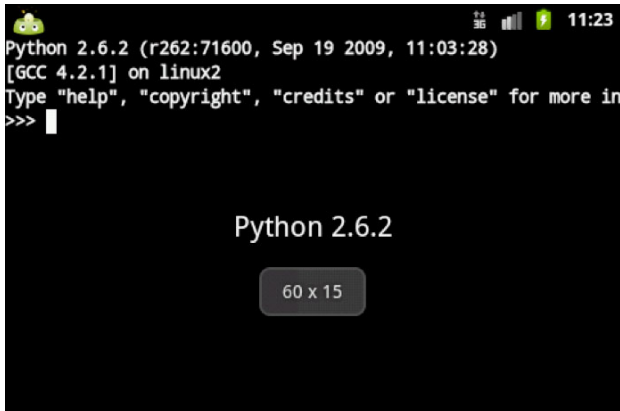 3G 11:23
Python 2.6.2 (r262:71600, Sep 19 2009, 11:03:28)
[GCC 4.2.1] on linux2
Type "help", "copyright", "credits" or "license" for more in
>>>
Python 2.6.2
60 x 15